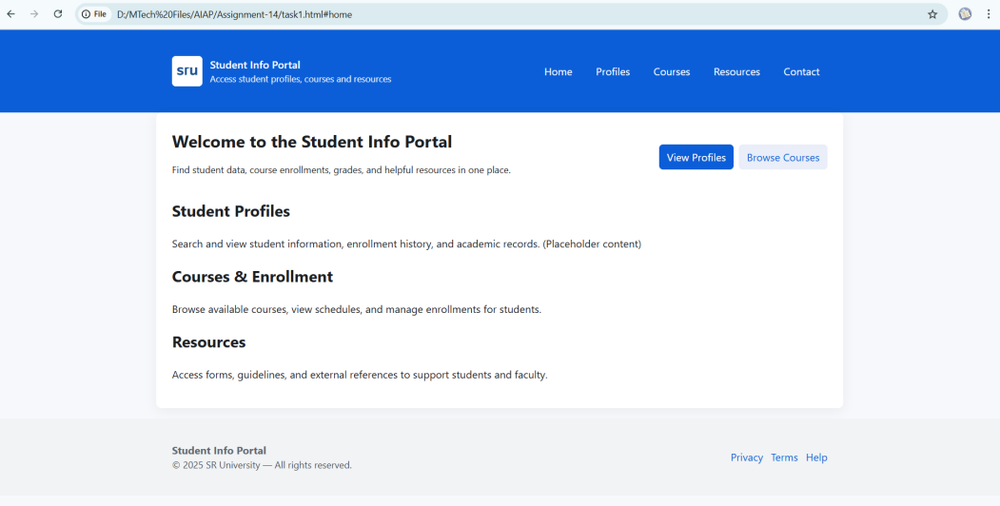 File D:/MTech%20Files/AIAP/Assignment-14/task1.html#home
sru
Student Info Portal
Access student profiles, courses and resources
Home Profiles Courses Resources Contact
Welcome to the Student Info Portal
Find student data, course enrollments, grades, and helpful resources in one place.
View Profiles Browse Courses
Student Profiles
Search and view student information, enrollment history, and academic records. (Placeholder content)
Courses & Enrollment
Browse available courses, view schedules, and manage enrollments for students.
Resources
Access forms, guidelines, and external references to support students and faculty.
Student Info Portal
© 2025 SR University — All rights reserved.
Privacy Terms Help